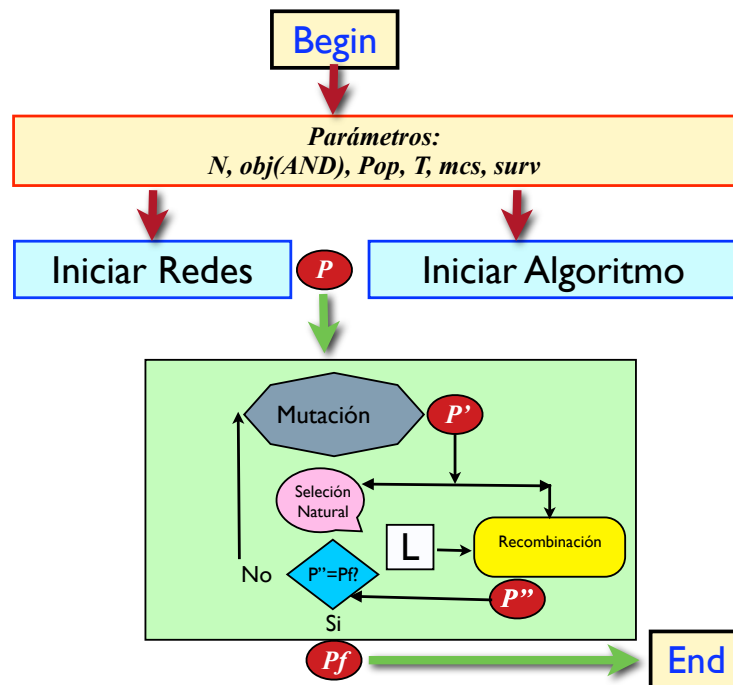 Begin
Parámetros:
N, obj(AND), Pop, T, mcs, surv
Iniciar Redes
P
Iniciar Algoritmo
Mutación
P'
Seleción
Natural
L
Recombinación
No
P"=Pf?
P"
Si
Pf
End